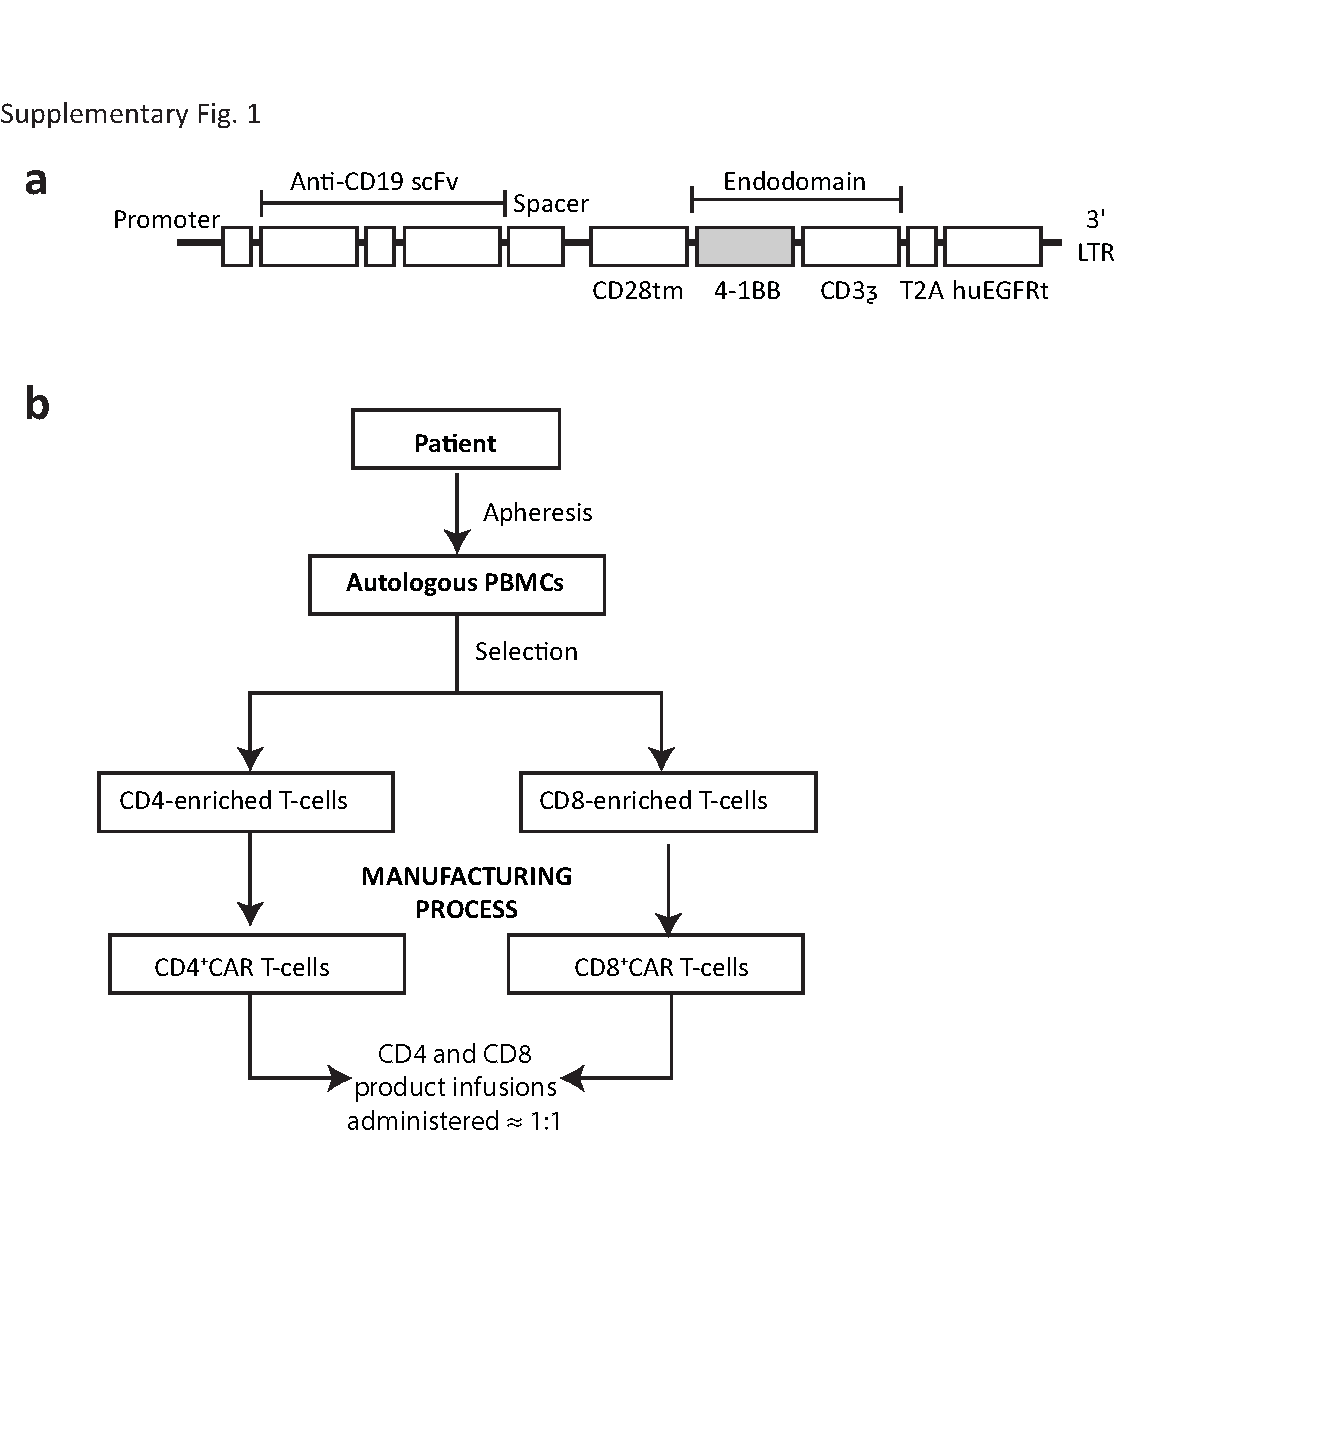 Supplementary Fig. 1
a
Anti-CD19 scFv
Endodomain
Promoter
Spacer
3'
LTR
CD28tm
4-1BB
CD3ʒ
T2A
huEGFRt
b
Patient
Apheresis
Autologous PBMCs
Selection
CD4-enriched T-cells
CD8-enriched T-cells
MANUFACTURING
PROCESS
CD4⁺CAR T-cells
CD8⁺CAR T-cells
CD4 and CD8
product infusions
administered ≈ 1:1